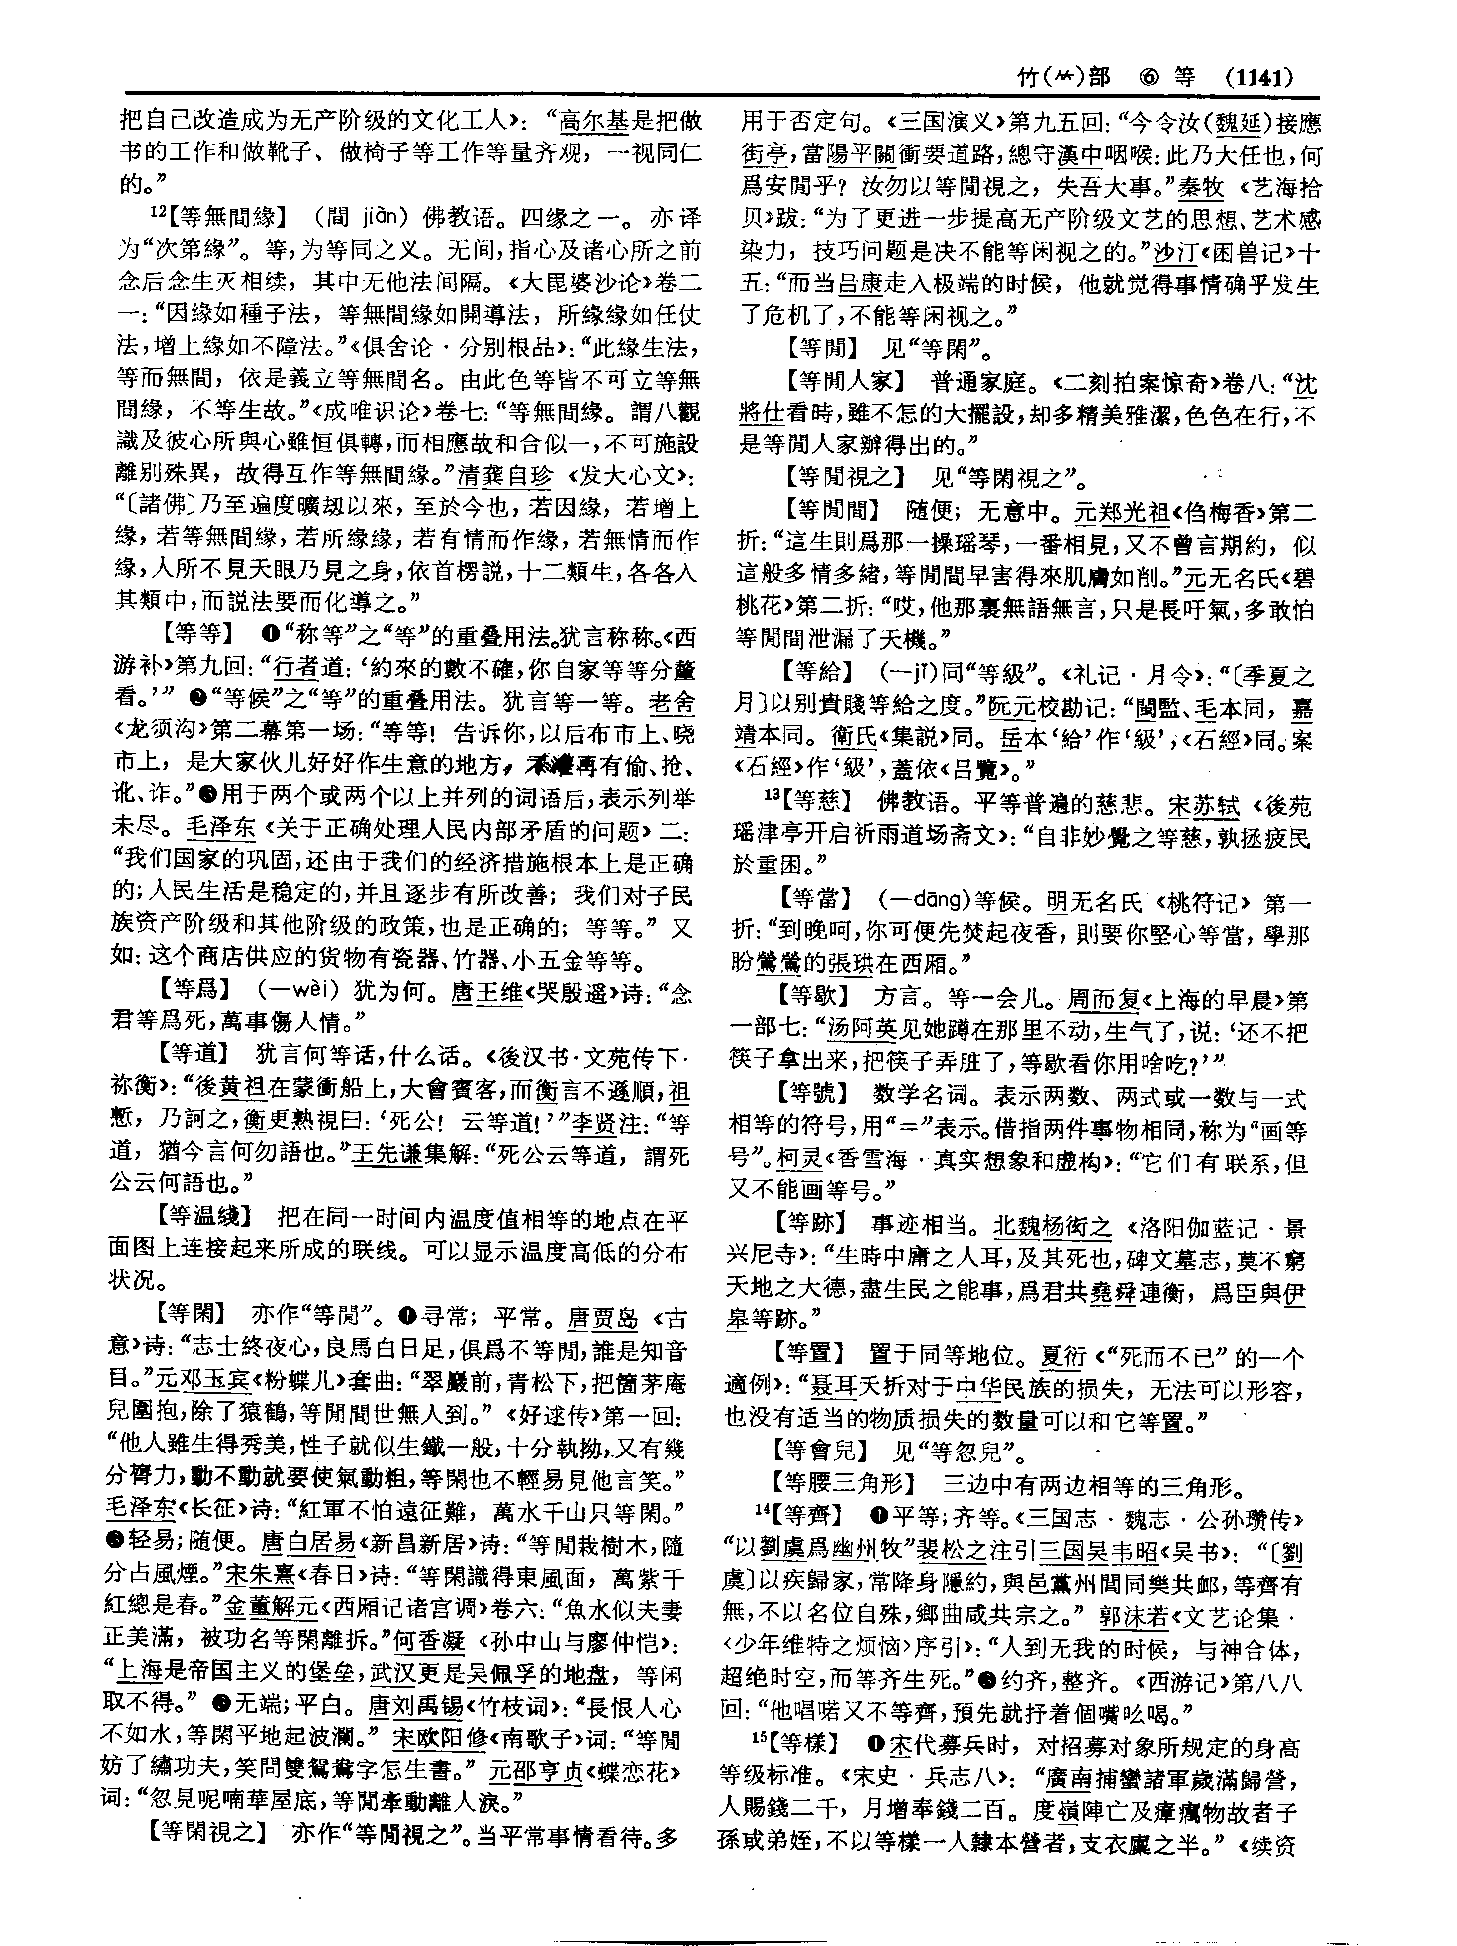 竹(⺮)部 ⑥ 等 (1141)
把自己改造成为无产阶级的文化工人》：“高尔基是把做
书的工作和做靴子、做椅子等工作等量齐观，一视同仁
的。”
12【等無間緣】 （間 jiàn）佛教语。四缘之一。亦译
为“次第緣”。等，为等同之义。无间，指心及诸心所之前
念后念生灭相续，其中无他法间隔。《大毘婆沙论》卷二
一：“因緣如種子法，等無間緣如開導法，所緣緣如任仗
法，增上緣如不障法。”《俱舍论·分别根品》：“此緣生法，
等而無間，依是義立等無間名。由此色等皆不可立等無
間緣，不等生故。”《成唯识论》卷七：“等無間緣。謂八觀
識及彼心所與心雖恒俱轉，而相應故和合似一，不可施設
離别殊異，故得互作等無間緣。”清龚自珍《发大心文》：
“〔諸佛〕乃至遍度曠刼以來，至於今也，若因緣，若增上
緣，若等無間緣，若所緣緣，若有情而作緣，若無情而作
緣，人所不見天眼乃見之身，依首楞説，十二類生，各各入
其類中，而説法要而化導之。”
【等等】 ❶“称等”之“等”的重叠用法。犹言称称。《西
游补》第九回：“行者道：‘約來的數不確，你自家等等分釐
看。’” ❷“等候”之“等”的重叠用法。犹言等一等。老舍
《龙须沟》第二幕第一场：“等等！告诉你，以后布市上、晓
市上，是大家伙儿好好作生意的地方，不准再有偷、抢、
讹、诈。”❸用于两个或两个以上并列的词语后，表示列举
未尽。毛泽东《关于正确处理人民内部矛盾的问题》二：
“我们国家的巩固，还由于我们的经济措施根本上是正确
的；人民生活是稳定的，并且逐步有所改善；我们对于民
族资产阶级和其他阶级的政策，也是正确的；等等。”又
如：这个商店供应的货物有瓷器、竹器、小五金等等。
【等爲】 （—wèi）犹为何。唐王维《哭殷遥》诗：“念
君等爲死，萬事傷人情。”
【等道】 犹言何等话，什么话。《後汉书·文苑传下·
祢衡》：“後黄祖在蒙衝船上，大會賓客，而衡言不遜順，祖
慙，乃訶之，衡更熟視曰：‘死公！云等道！’”李贤注：“等
道，猶今言何勿語也。”王先谦集解：“死公云等道，謂死
公云何語也。”
【等温线】 把在同一时间内温度值相等的地点在平
面图上连接起来所成的联线。可以显示温度高低的分布
状况。
【等閑】 亦作“等閒”。❶寻常；平常。唐贾岛《古
意》诗：“志士終夜心，良馬白日足，俱爲不等閒，誰是知音
目。”元邓玉宾《粉蝶儿》套曲：“翠巖前，青松下，把箇茅庵
兒圍抱，除了猿鶴，等閒間世無人到。”《好逑传》第一回：
“他人雖生得秀美，性子就似生鐵一般，十分執拗，又有幾
分膂力，動不動就要使氣動粗，等閑也不輕易見他言笑。”
毛泽东《长征》诗：“紅軍不怕遠征難，萬水千山只等閑。”
❷轻易；随便。唐白居易《新昌新居》诗：“等閒栽樹木，隨
分占風煙。”宋朱熹《春日》诗：“等閑識得東風面，萬紫千
紅總是春。”金董解元《西厢记诸宫调》卷六：“魚水似夫妻
正美滿，被功名等閑離拆。”何香凝《孙中山与廖仲恺》：
“上海是帝国主义的堡垒，武汉更是吴佩孚的地盘，等闲
取不得。” ❸无端；平白。唐刘禹锡《竹枝词》：“長恨人心
不如水，等閑平地起波瀾。”宋欧阳修《南歌子》词：“等閒
妨了繡功夫，笑問雙鴛鴦字怎生書。”元邵亨贞《蝶恋花》
词：“忽見呢喃華屋底，等閒牽動離人淚。”
【等閑視之】 亦作“等閒視之”。当平常事情看待。多
用于否定句。《三国演义》第九五回：“今令汝(魏延)接應
街亭，當陽平關衝要道路，總守漢中咽喉：此乃大任也，何
爲安閒乎？汝勿以等閒視之，失吾大事。”秦牧《艺海拾
贝》跋：“为了更进一步提高无产阶级文艺的思想、艺术感
染力，技巧问题是决不能等闲视之的。”沙汀《困兽记》十
五：“而当吕康走入极端的时候，他就觉得事情确乎发生
了危机了，不能等闲视之。”
【等閒】 见“等閑”。
【等閒人家】 普通家庭。《二刻拍案惊奇》卷八：“沈
將仕看時，雖不怎的大擺設，却多精美雅潔，色色在行，不
是等閒人家辦得出的。”
【等閒視之】 见“等閑視之”。
【等閒間】 随便；无意中。元郑光祖《㑇梅香》第二
折：“這生則爲那一操瑶琴，一番相見，又不曾言期約，似
這般多情多緒，等閒間早害得來肌膚如削。”元无名氏《碧
桃花》第二折：“哎，他那裏無語無言，只是長吁氣，多敢怕
等閒間泄漏了天機。”
【等給】 （—jǐ）同“等級”。《礼记·月令》：“〔季夏之
月〕以别貴賤等給之度。”阮元校勘记：“閩監、毛本同，嘉
靖本同。衛氏《集説》同。岳本‘給’作‘級’；《石經》同。案
《石經》作‘級’，蓋依《吕覽》。”
13【等慈】 佛教语。平等普遍的慈悲。宋苏轼《後苑
瑶津亭开启祈雨道场斋文》：“自非妙覺之等慈，孰拯疲民
於重困。”
【等當】 （—dāng）等候。明无名氏《桃符记》第一
折：“到晚呵，你可便先焚起夜香，則要你堅心等當，學那
盼鶯鶯的張珙在西厢。”
【等歇】 方言。等一会儿。周而复《上海的早晨》第
一部七：“汤阿英见她蹲在那里不动，生气了，说：‘还不把
筷子拿出来，把筷子弄脏了，等歇看你用啥吃？’”
【等號】 数学名词。表示两数、两式或一数与一式
相等的符号，用“=”表示。借指两件事物相同，称为“画等
号”。柯灵《香雪海·真实想象和虚构》：“它们有联系，但
又不能画等号。”
【等跡】 事迹相当。北魏杨衒之《洛阳伽蓝记·景
兴尼寺》：“生時中庸之人耳，及其死也，碑文墓志，莫不窮
天地之大德，盡生民之能事，爲君共堯舜連衡，爲臣與伊
皋等跡。”
【等置】 置于同等地位。夏衍《“死而不已”的一个
適例》：“聂耳夭折对于中华民族的损失，无法可以形容，
也没有适当的物质损失的数量可以和它等置。”
【等會兒】 见“等忽兒”。
【等腰三角形】 三边中有两边相等的三角形。
14【等齊】 ❶平等；齐等。《三国志·魏志·公孙瓒传》
“以劉虞爲幽州牧”裴松之注引三国吴韦昭《吴书》：“〔劉
虞〕以疾歸家，常降身隱約，與邑黨州閭同樂共卹，等齊有
無，不以名位自殊，鄉曲咸共宗之。”郭沫若《文艺论集·
〈少年维特之烦恼〉序引》：“人到无我的时候，与神合体，
超绝时空，而等齐生死。”❷约齐，整齐。《西游记》第八八
回：“他唱喏又不等齊，預先就抒着個嘴吆喝。”
15【等樣】 ❶宋代募兵时，对招募对象所规定的身高
等级标准。《宋史·兵志八》：“廣南捕蠻諸軍歲滿歸營，
人賜錢二千，月增奉錢二百。度嶺陣亡及瘴癘物故者子
孫或弟姪，不以等樣一人隸本營者，支衣廩之半。”《续资